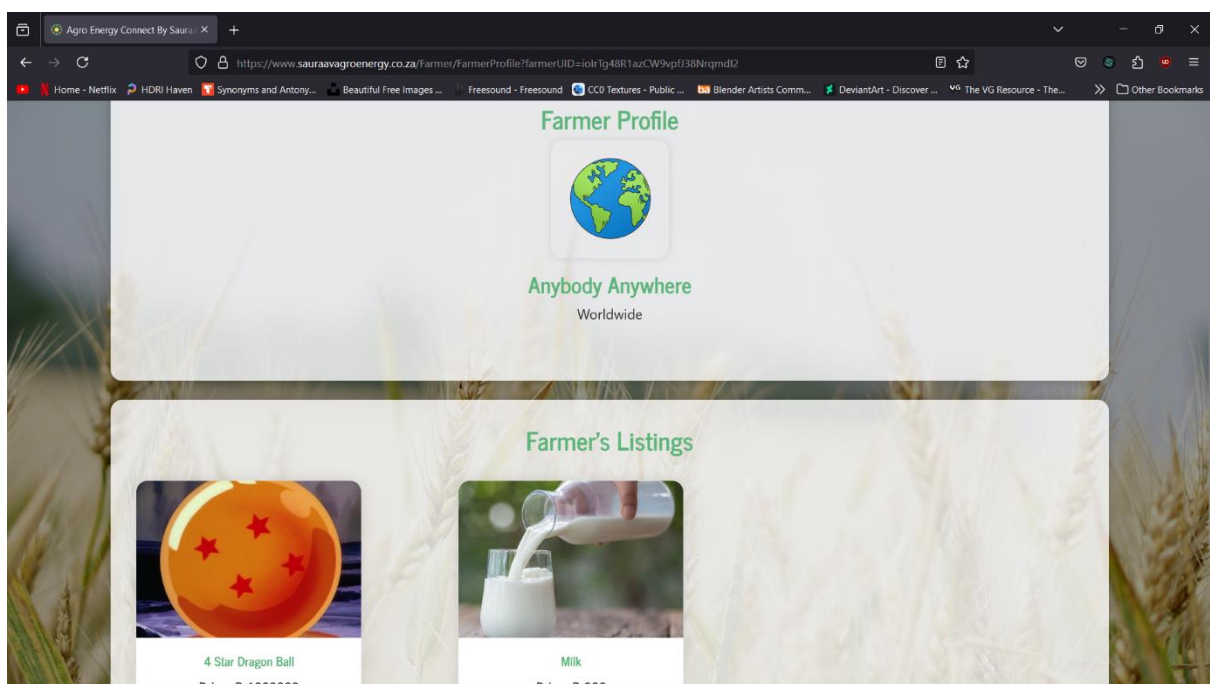 Agro Energy Connect By Saura
https://www.sauraavagroenergy.co.za/Farmer/FarmerProfile?farmerUID=
Home - Netflix HDRI Haven Synonyms and Antony... Beautiful Free Images ... Freesound - Freesound CC0 Textures - Public ... Blender Artists Comm... DeviantArt - Discover ... VG The VG Resource - The... Other Bookmarks
Farmer Profile
Anybody Anywhere
Worldwide
Farmer's Listings
4 Star Dragon Ball
Milk